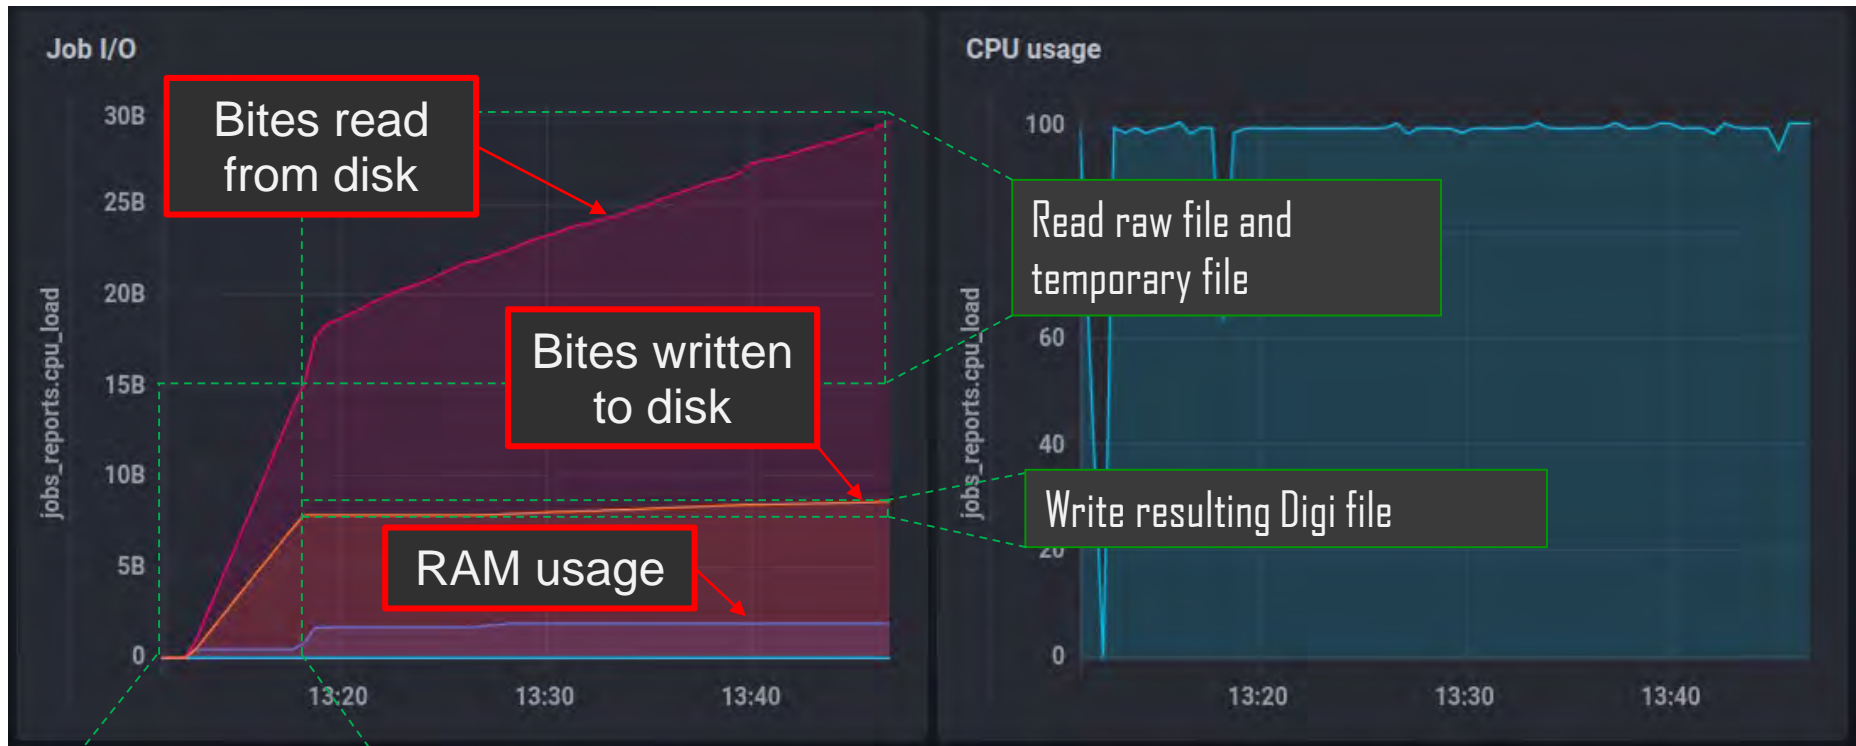 Job I/O
30B
25B
20B
15B
10B
5B
0
jobs_reports.cpu_load
13:20
13:30
13:40
Bites read
from disk
Bites written
to disk
RAM usage
CPU usage
100
60
40
20
0
jobs_reports.cpu_load
13:20
13:30
13:40
Read raw file and
temporary file
Write resulting Digi file